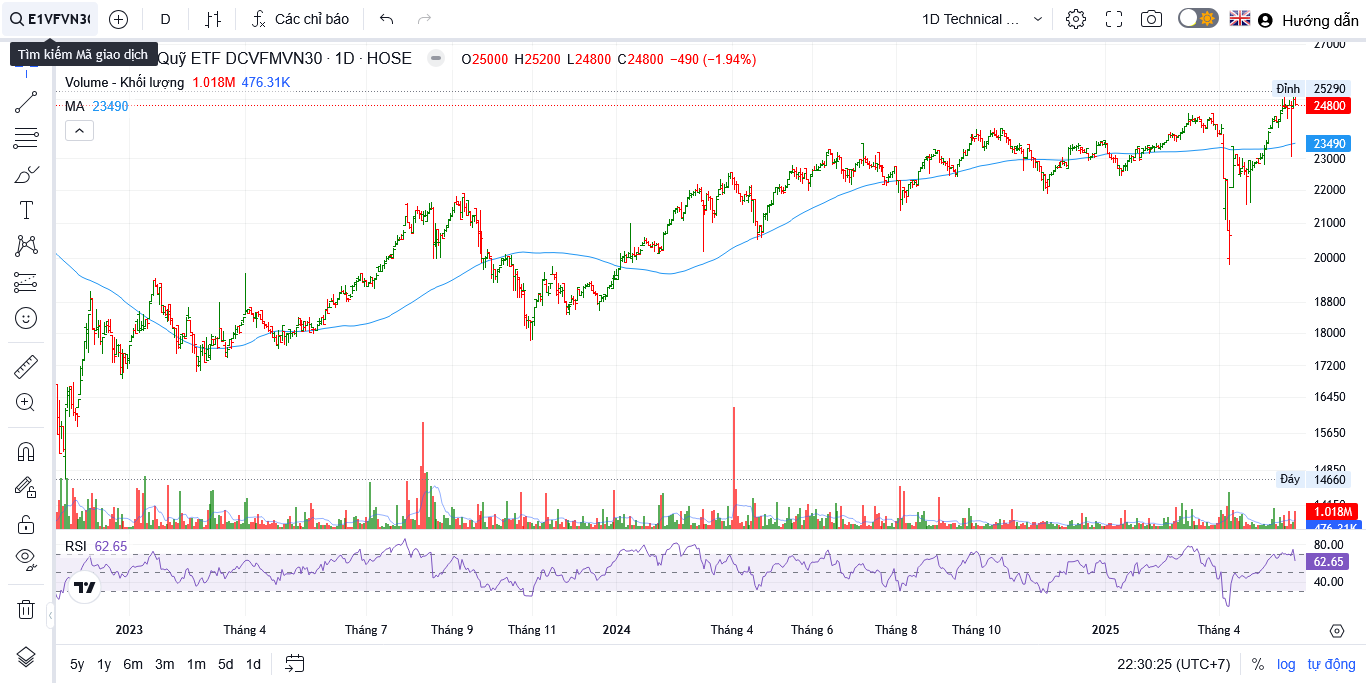 E1VFVN30
D
Các chỉ báo
1D Technical ...
Hướng dẫn
Tìm kiếm Mã giao dịch
Quỹ ETF DCVFMVN30 · 1D · HOSE
O25000 H25200 L24800 C24800 −490 (−1.94%)
Volume - Khối lượng 1.018M 476.31K
MA 23490
27000
Đỉnh 25290
24800
23490
23000
22000
21000
20000
18800
18000
17200
16450
15650
14850
Đáy 14660
14150
1.018M
476.31K
RSI 62.65
80.00
62.65
40.00
2023 Tháng 4 Tháng 7 Tháng 9 Tháng 11 2024 Tháng 4 Tháng 6 Tháng 8 Tháng 10 2025 Tháng 4
5y 1y 6m 3m 1m 5d 1d
22:30:25 (UTC+7) % log tự động